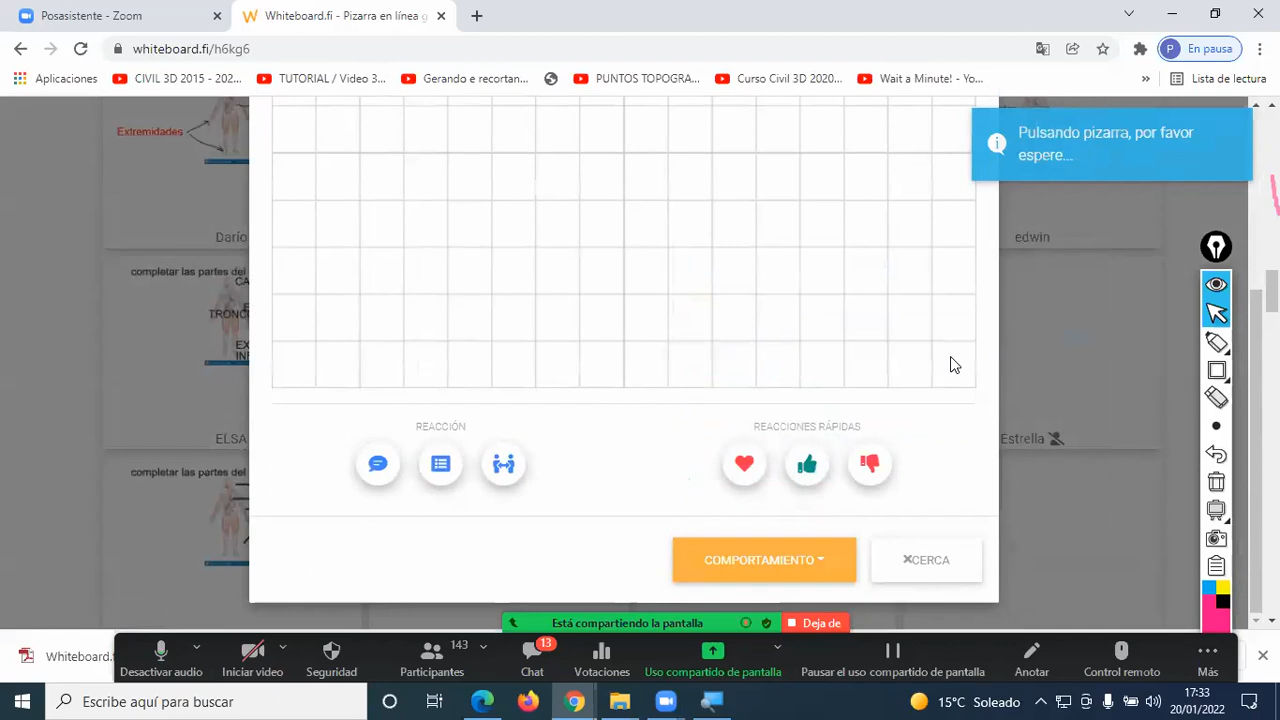 Posasistente - Zoom
Whiteboard.fi - Pizarra en línea g
whiteboard.fi/h6kg6
En pausa
Aplicaciones
CIVIL 3D 2015 - 202...
TUTORIAL / Video 3...
Gerando e recortan...
PUNTOS TOPOGRA...
Curso Civil 3D 2020...
Wait a Minute! - Yo...
»
Lista de lectura
Extremidades
Pulsando pizarra, por favor
espere...
Darío
edwin
completar las partes del
CA
TRONCO
EX
INF
ELSA
Estrella
completar las partes del
REACCIÓN
REACCIONES RÁPIDAS
COMPORTAMIENTO
CERCA
Está compartiendo la pantalla
Deja de
Whiteboard.f
143
13
Desactivar audio
Iniciar video
Seguridad
Participantes
Chat
Votaciones
Uso compartido de pantalla
Pausar el uso compartido de pantalla
Anotar
Control remoto
Más
Escribe aquí para buscar
15°C Soleado
17:33
20/01/2022